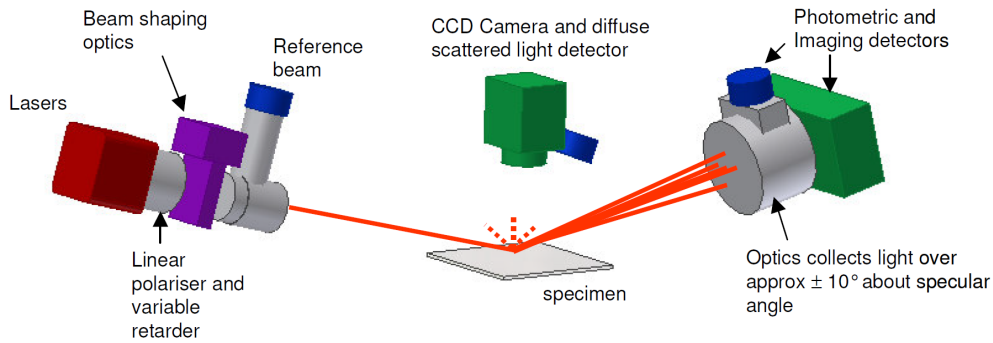 Beam shaping
optics
Reference
beam
Lasers
CCD Camera and diffuse
scattered light detector
Photometric and
Imaging detectors
Linear
polariser and
variable
retarder
specimen
Optics collects light over
approx ± 10° about specular
angle